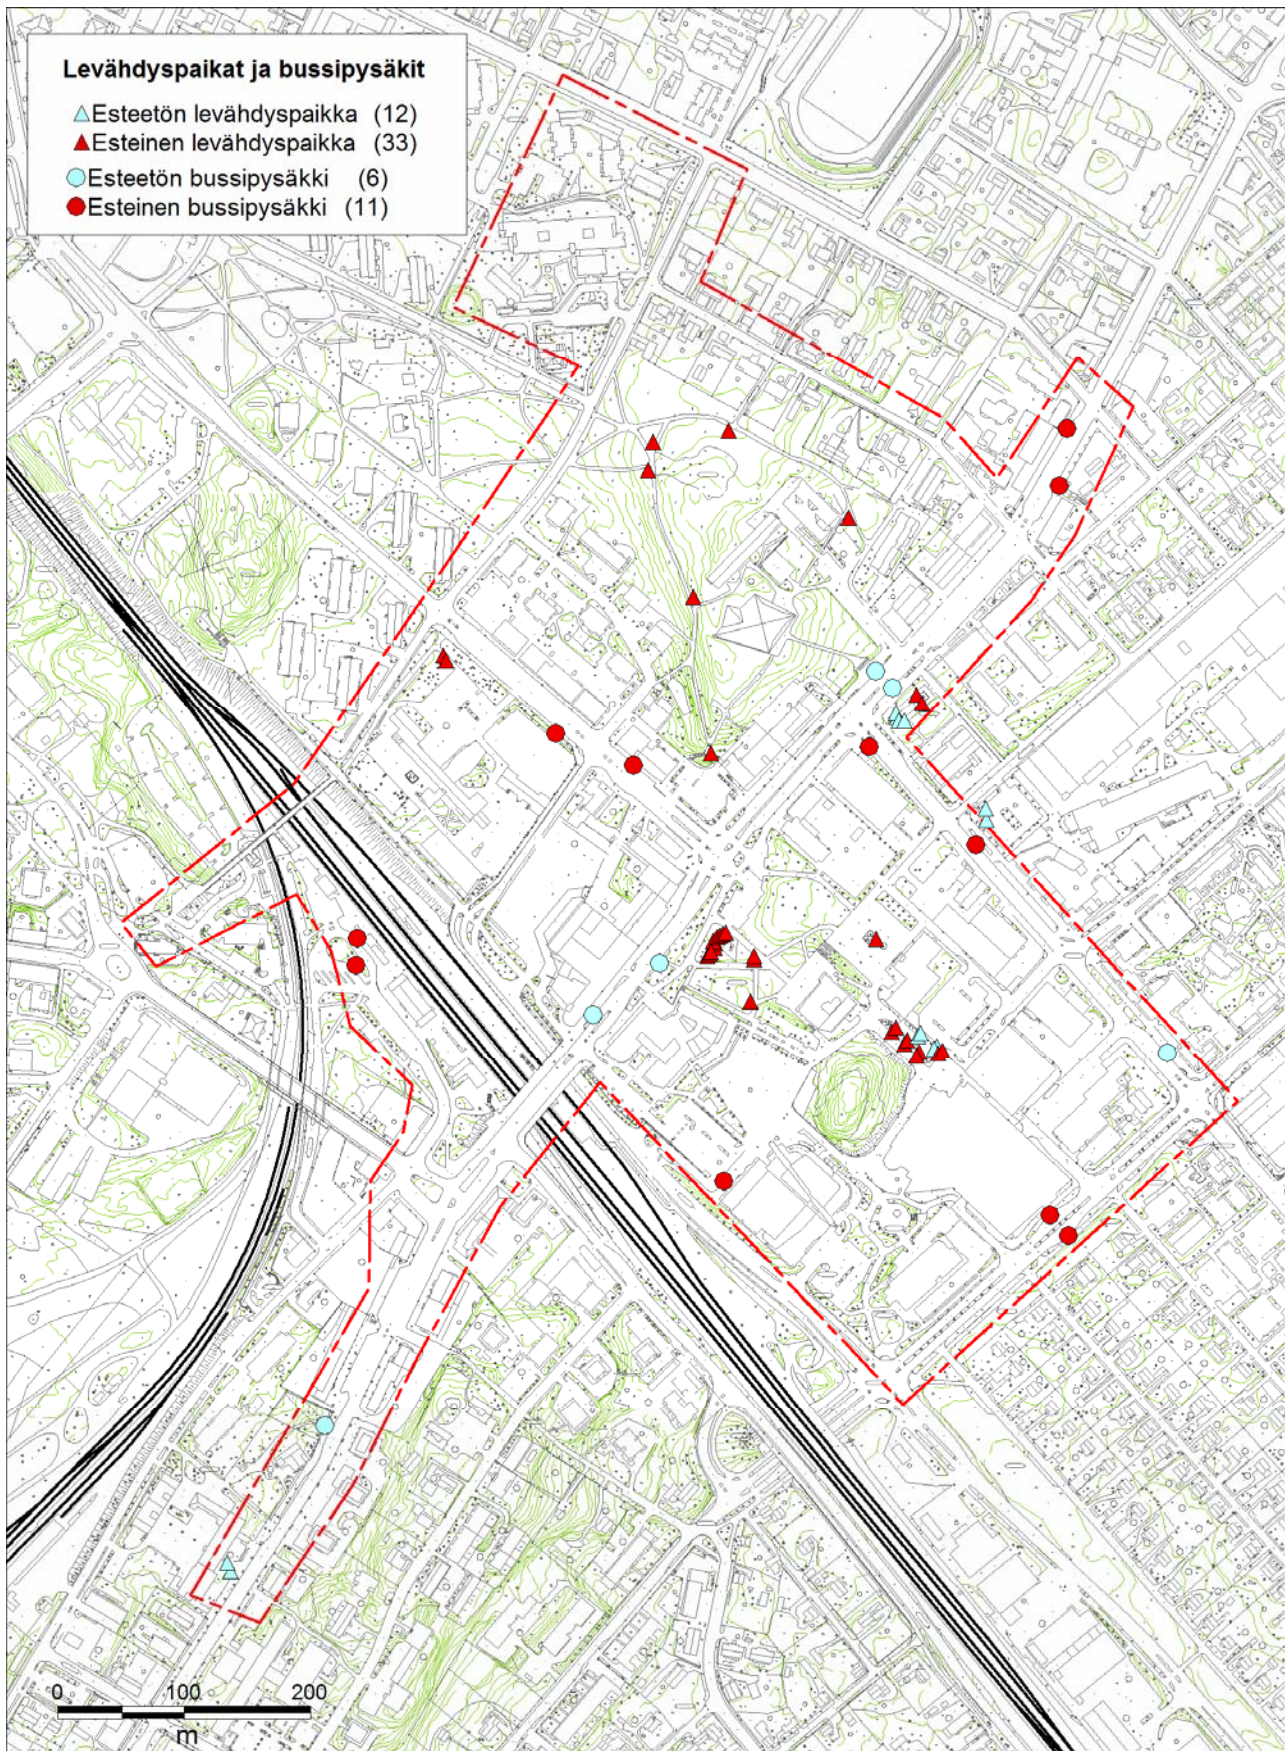 Levähdyspaikat ja bussipysäkit
Esteetön levähdyspaikka (12)
Esteinen levähdyspaikka (33)
Esteetön bussipysäkki (6)
Esteinen bussipysäkki (11)
0 100 200
m